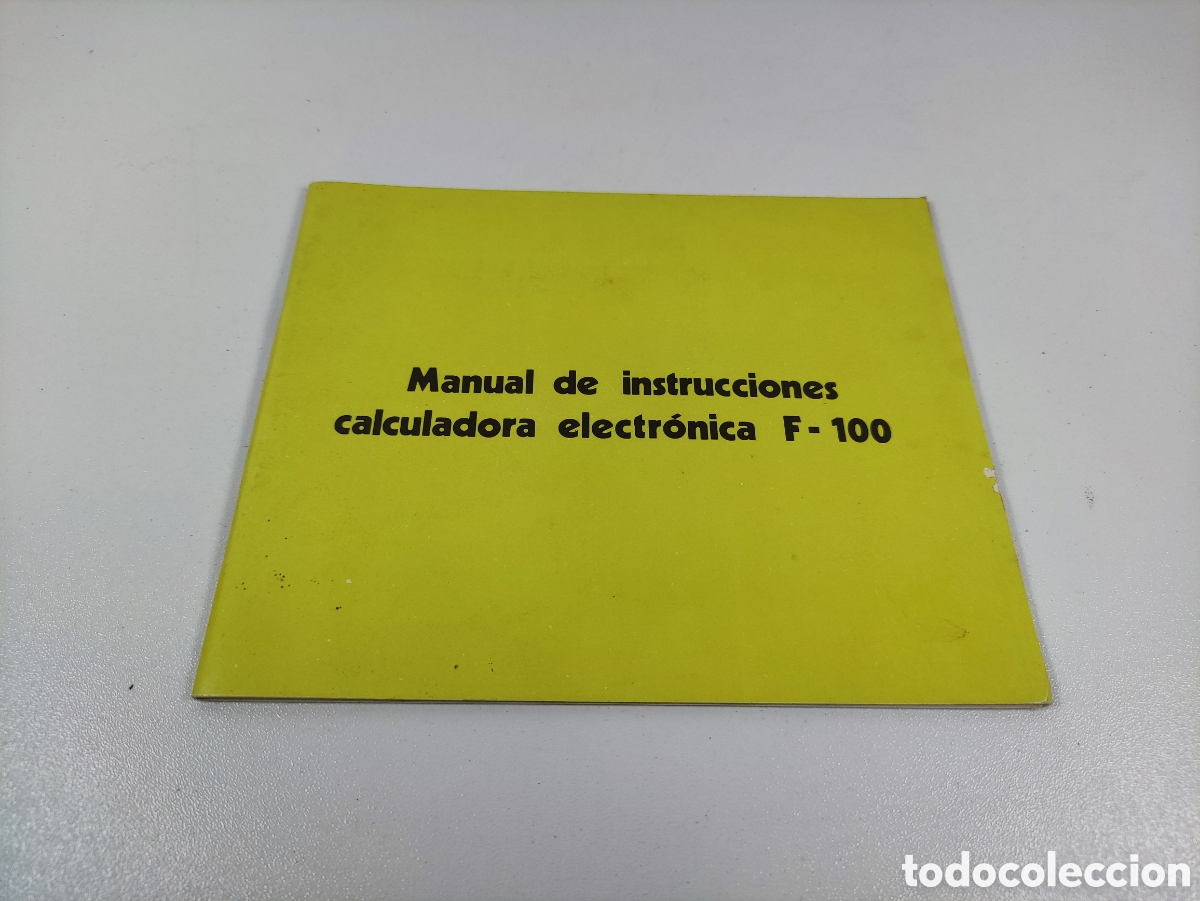 Manual de instrucciones
calculadora electrónica F-100
todocoleccion